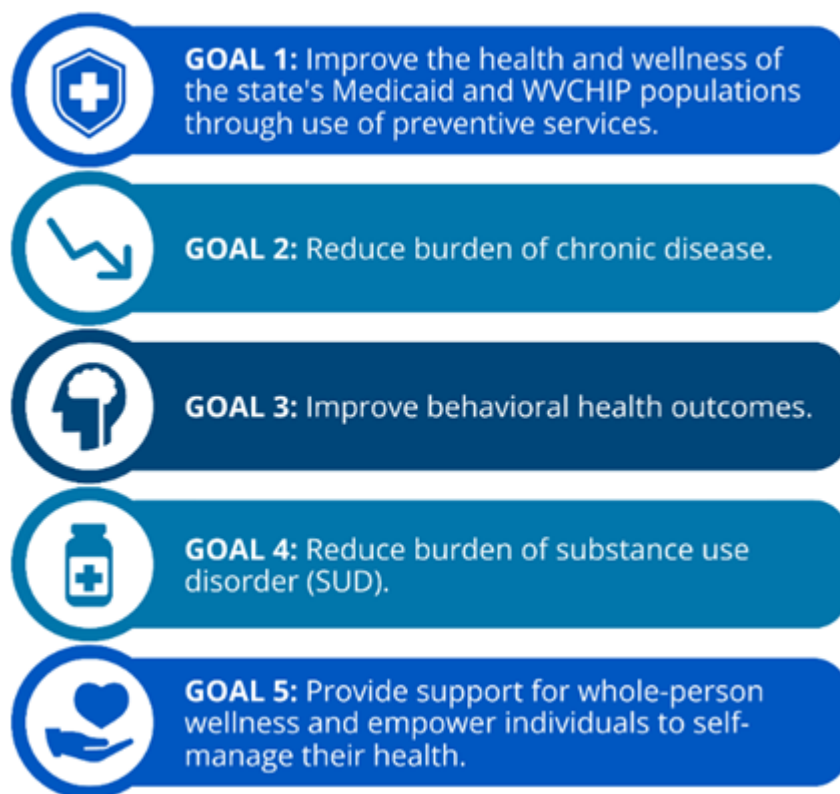 GOAL 1: Improve the health and wellness of
the state's Medicaid and WVCHIP populations
through use of preventive services.
GOAL 2: Reduce burden of chronic disease.
GOAL 3: Improve behavioral health outcomes.
GOAL 4: Reduce burden of substance use
disorder (SUD).
GOAL 5: Provide support for whole-person
wellness and empower individuals to self-
manage their health.